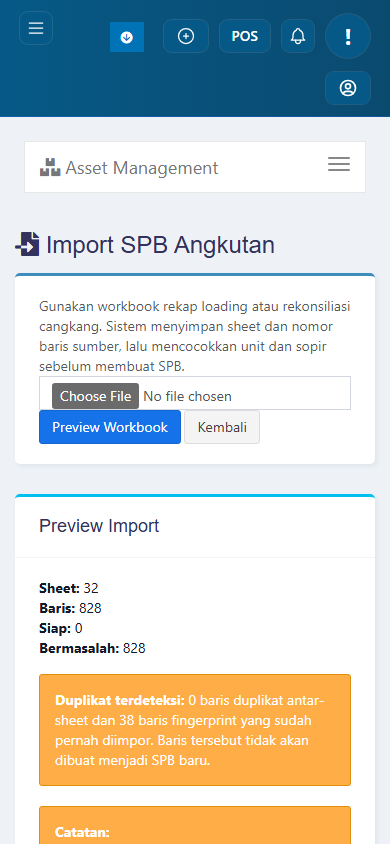 POS
!
Asset Management
Import SPB Angkutan
Gunakan workbook rekap loading atau rekonsiliasi
cangkang. Sistem menyimpan sheet dan nomor
baris sumber, lalu mencocokkan unit dan sopir
sebelum membuat SPB.
Choose File No file chosen
Preview Workbook Kembali
Preview Import
Sheet: 32
Baris: 828
Siap: 0
Bermasalah: 828
Duplikat terdeteksi: 0 baris duplikat antar-
sheet dan 38 baris fingerprint yang sudah
pernah diimpor. Baris tersebut tidak akan
dibuat menjadi SPB baru.
Catatan: